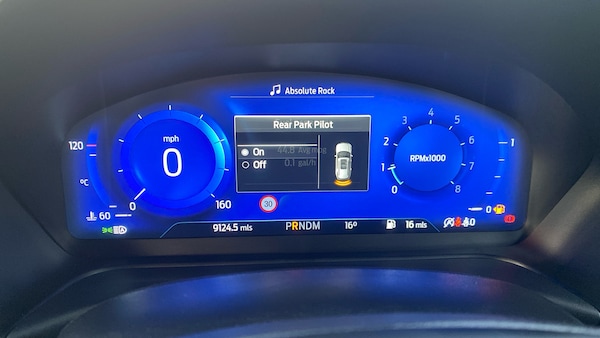 Absolute Rock
Rear Park Pilot
On
44.8 Avg mpg
Off
0.1 gal/h
mph
0
0
160
120
°C
60
30
RPMx1000
1
2
3
4
5
6
7
8
1
0
9124.5 mls
PRNDM
16°
16 mls
0